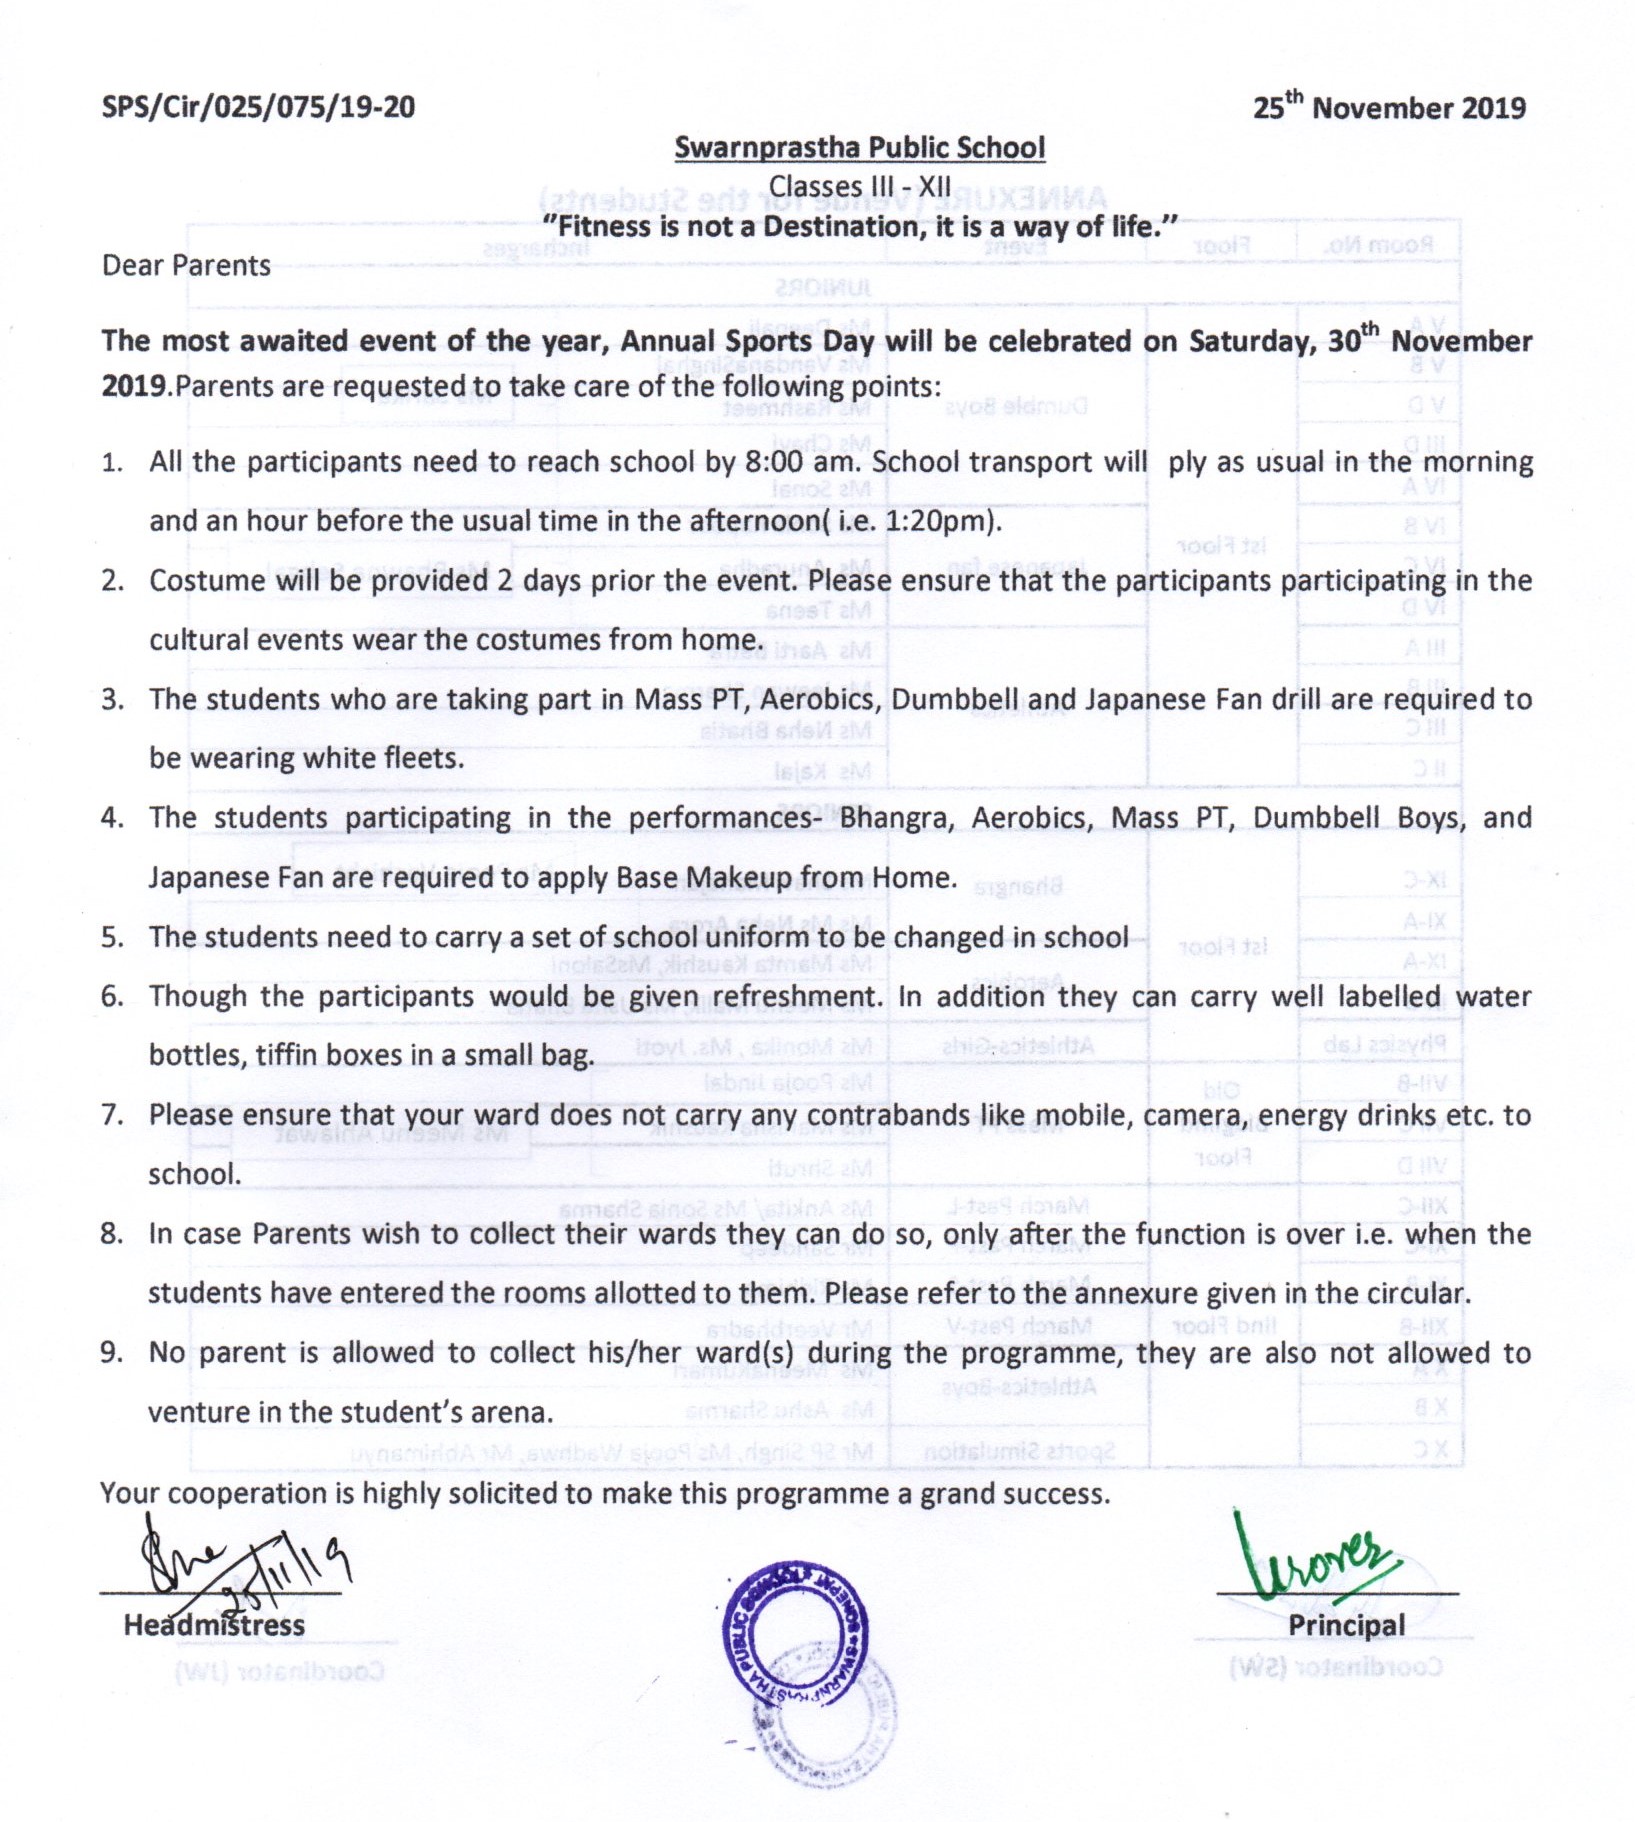 SPS/Cir/025/075/19-20
25th November 2019
Swarnprastha Public School
Classes III - XII
“Fitness is not a Destination, it is a way of life.”
Dear Parents
The most awaited event of the year, Annual Sports Day will be celebrated on Saturday, 30th November
2019.Parents are requested to take care of the following points:
1. All the participants need to reach school by 8:00 am. School transport will ply as usual in the morning
and an hour before the usual time in the afternoon( i.e. 1:20pm).
2. Costume will be provided 2 days prior the event. Please ensure that the participants participating in the
cultural events wear the costumes from home.
3. The students who are taking part in Mass PT, Aerobics, Dumbbell and Japanese Fan drill are required to
be wearing white fleets.
4. The students participating in the performances- Bhangra, Aerobics, Mass PT, Dumbbell Boys, and
Japanese Fan are required to apply Base Makeup from Home.
5. The students need to carry a set of school uniform to be changed in school
6. Though the participants would be given refreshment. In addition they can carry well labelled water
bottles, tiffin boxes in a small bag.
7. Please ensure that your ward does not carry any contrabands like mobile, camera, energy drinks etc. to
school.
8. In case Parents wish to collect their wards they can do so, only after the function is over i.e. when the
students have entered the rooms allotted to them. Please refer to the annexure given in the circular.
9. No parent is allowed to collect his/her ward(s) during the programme, they are also not allowed to
venture in the student’s arena.
Your cooperation is highly solicited to make this programme a grand success.
25/11/19
Headmistress
SWARNPRASTHA PUBLIC SCHOOL SONEPAT
Principal